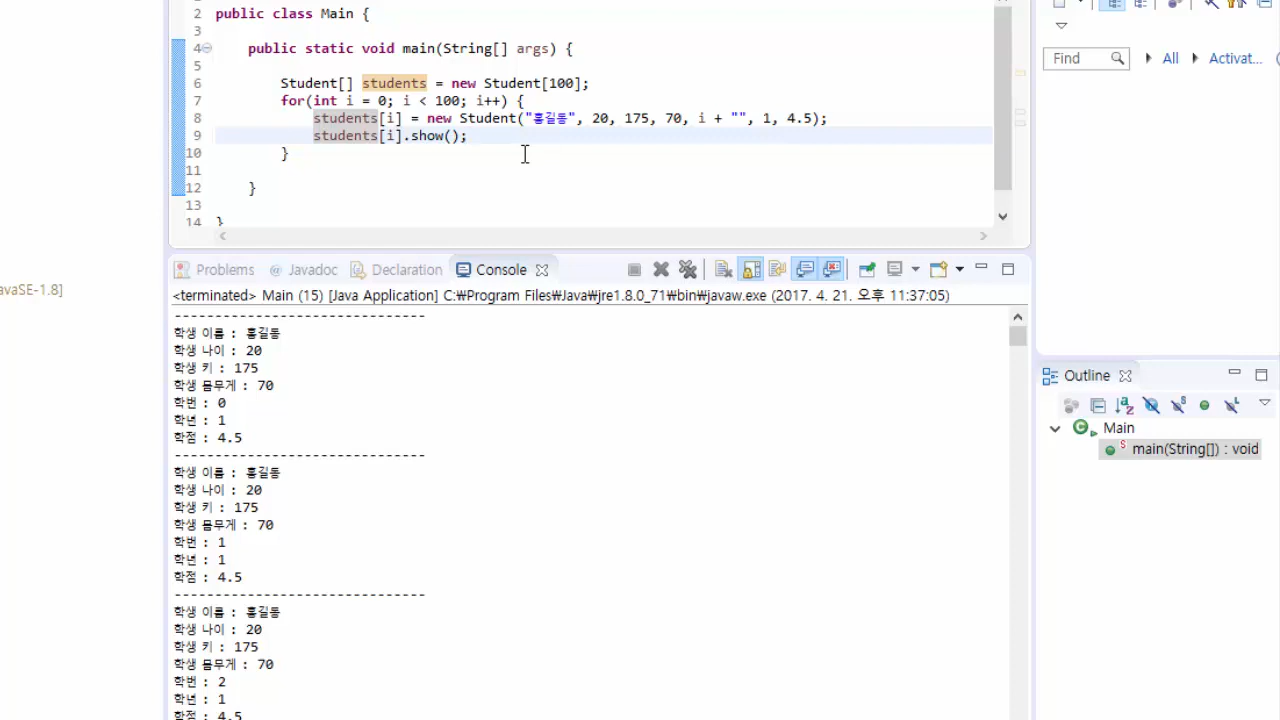 2 public class Main {
3
4 public static void main(String[] args) {
5
6 Student[] students = new Student[100];
7 for(int i = 0; i < 100; i++) {
8 students[i] = new Student("홍길동", 20, 175, 70, i + "", 1, 4.5);
9 students[i].show();
10 }
11
12 }
13
14 }
Find All Activat...
avaSE-1.8]
Problems Javadoc Declaration Console
<terminated> Main (15) [Java Application] C:₩Program Files₩Java₩jre1.8.0_71₩bin₩javaw.exe (2017. 4. 21. 오후 11:37:05)
-------------------------------
학생 이름 : 홍길동
학생 나이 : 20
학생 키 : 175
학생 몸무게 : 70
학번 : 0
학년 : 1
학점 : 4.5
-------------------------------
학생 이름 : 홍길동
학생 나이 : 20
학생 키 : 175
학생 몸무게 : 70
학번 : 1
학년 : 1
학점 : 4.5
-------------------------------
학생 이름 : 홍길동
학생 나이 : 20
학생 키 : 175
학생 몸무게 : 70
학번 : 2
학년 : 1
학점 : 4.5
Outline
Main
main(String[]) : void